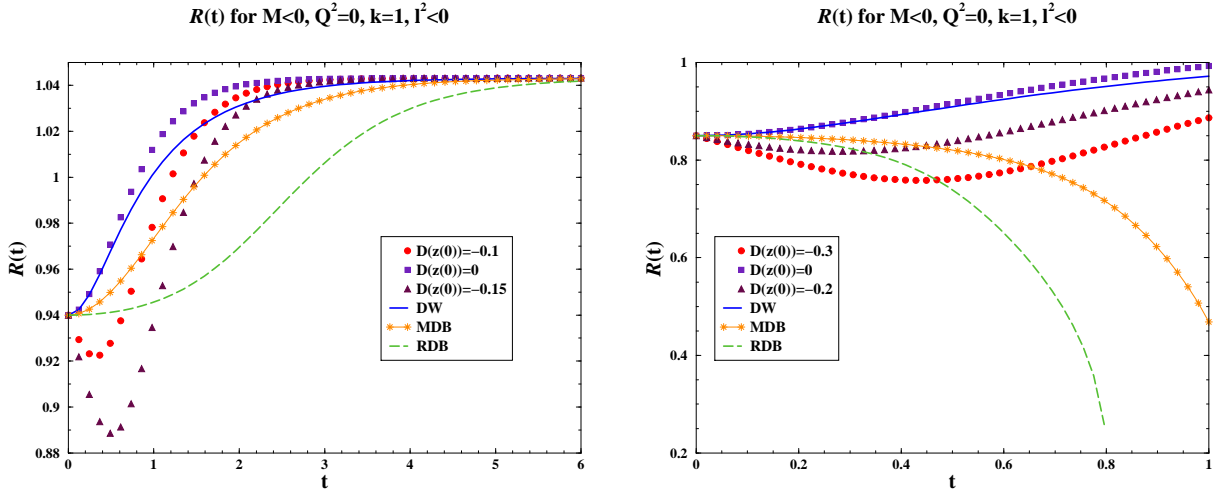 R(t) for M<0, Q²=0, k=1, l²<0
R(t)
1.04
1.02
1
0.98
0.96
0.94
0.92
0.9
0.88
0
1
2
3
4
5
6
t
D(z(0))=−0.1
D(z(0))=0
D(z(0))=−0.15
DW
MDB
RDB
R(t) for M<0, Q²=0, k=1, l²<0
R(t)
1
0.8
0.6
0.4
0.2
0
0.2
0.4
0.6
0.8
1
t
D(z(0))=−0.3
D(z(0))=0
D(z(0))=−0.2
DW
MDB
RDB